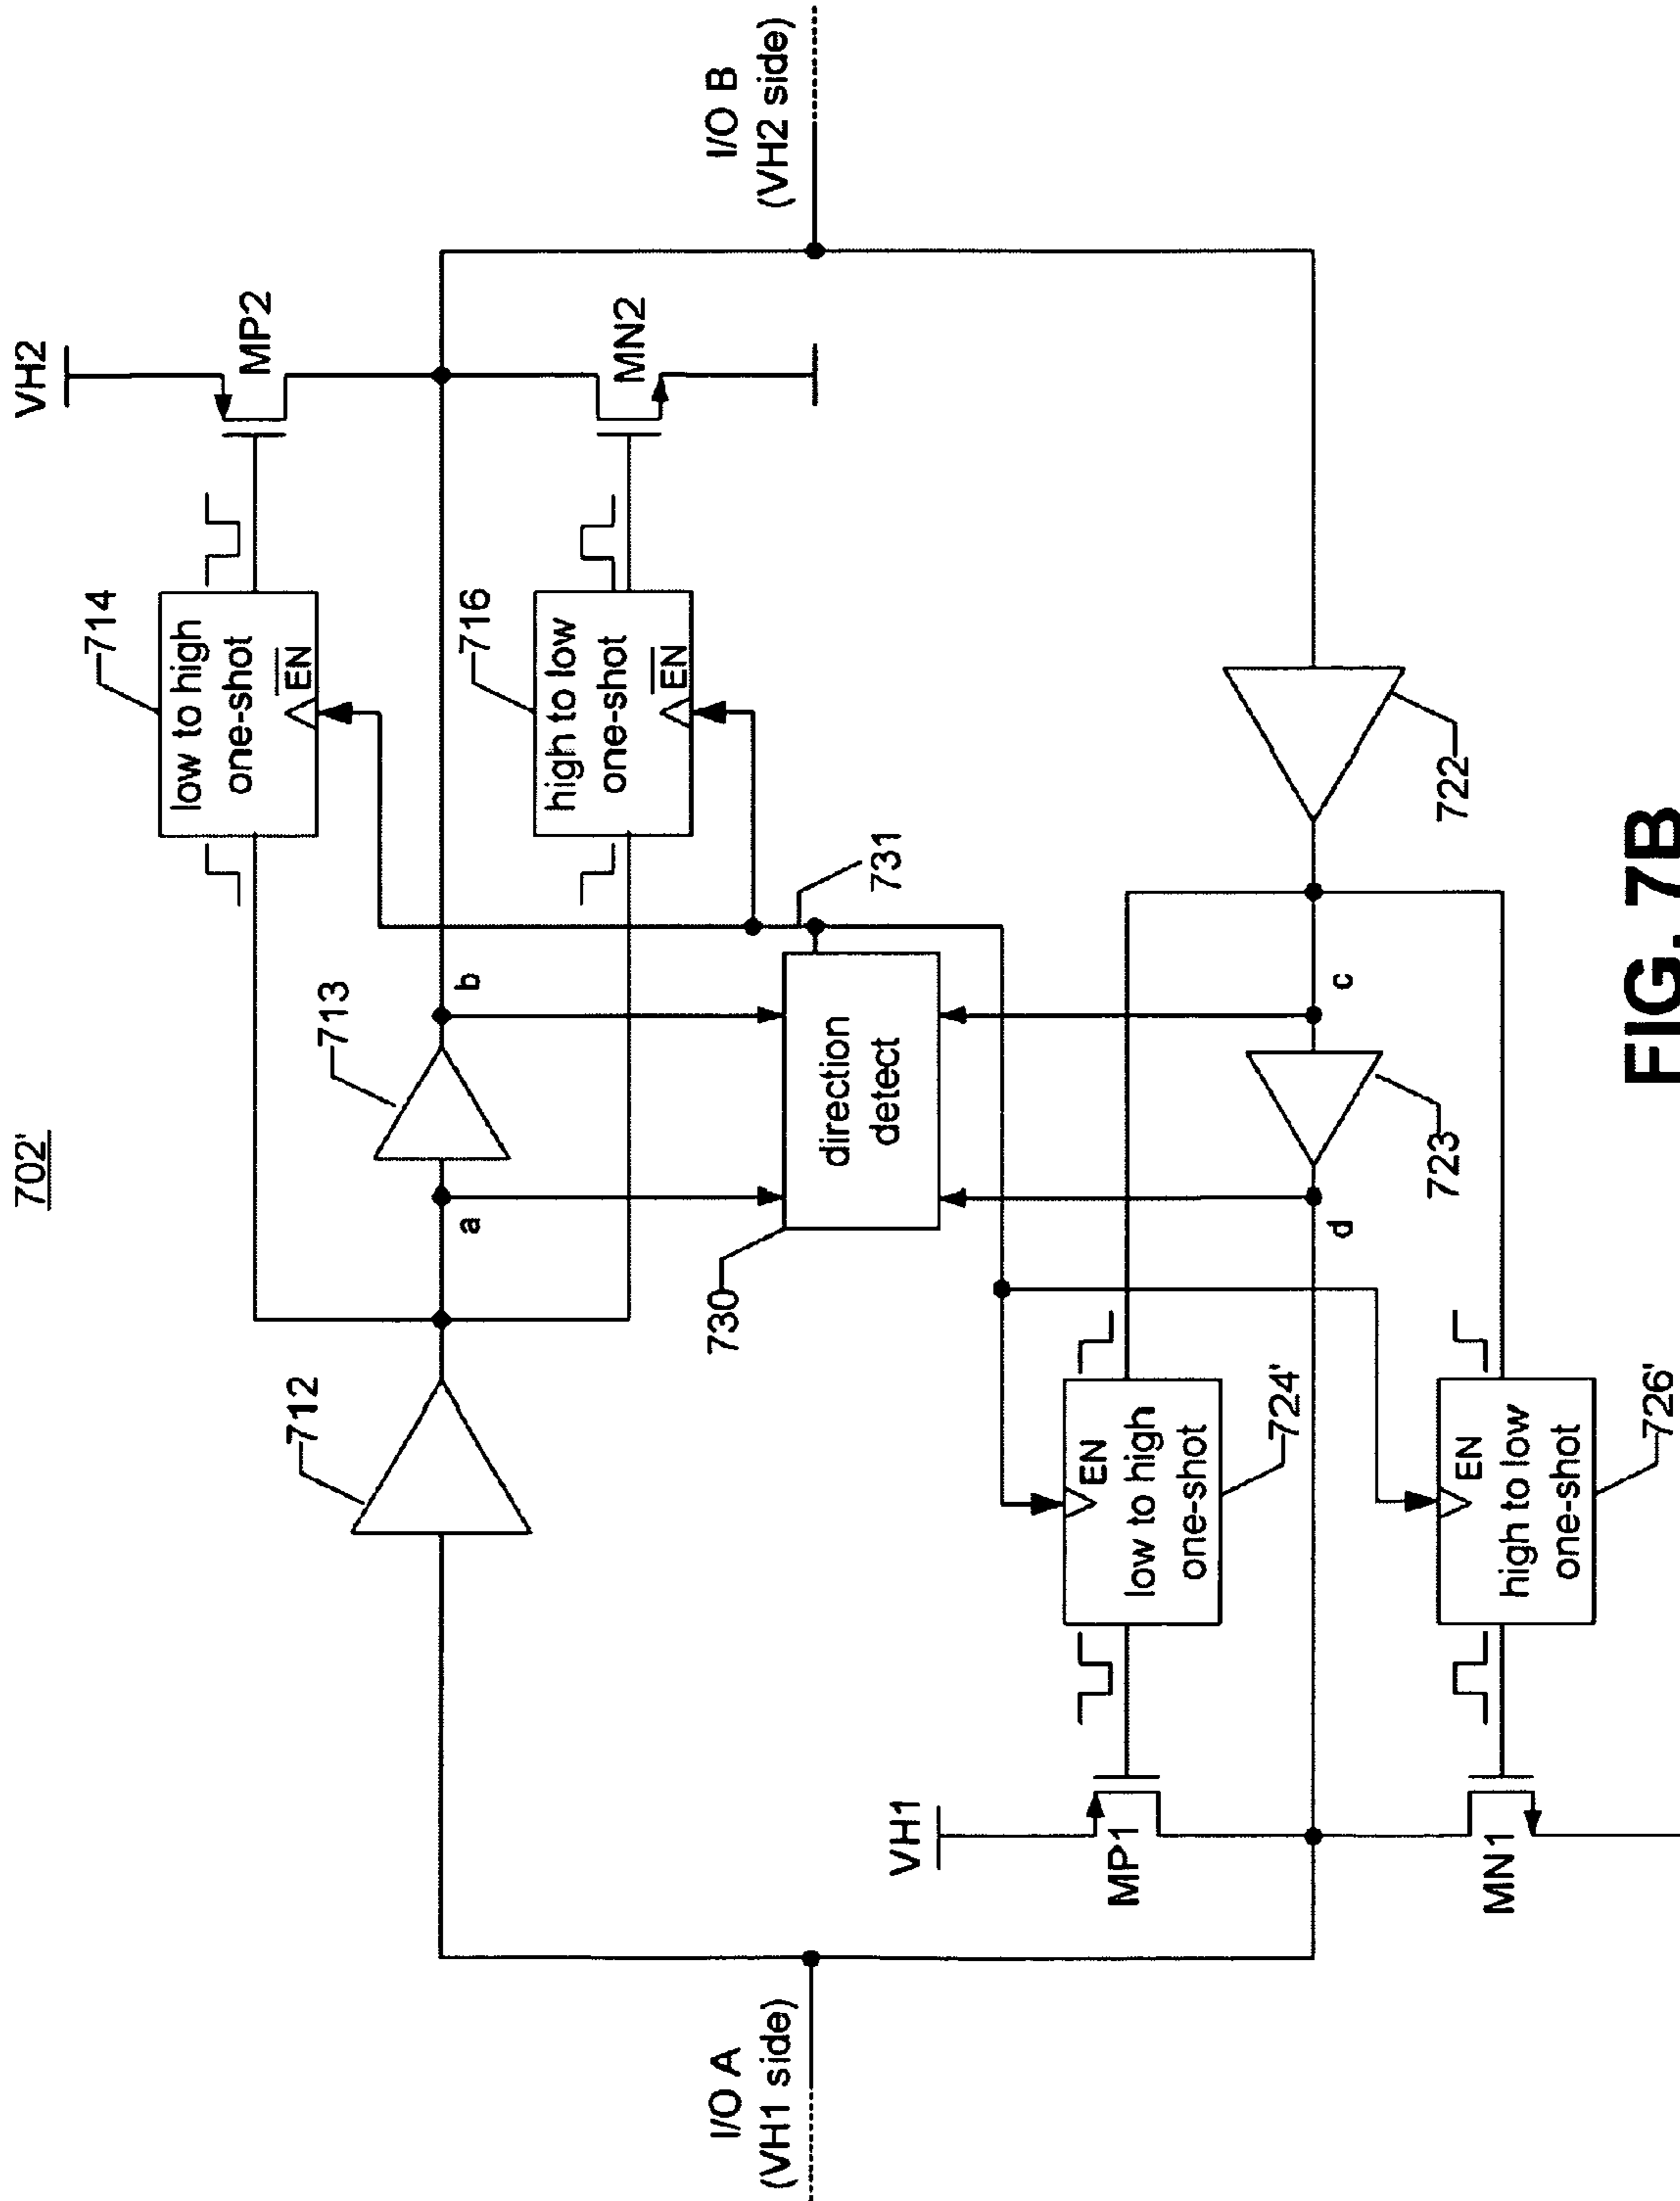 702'
VH2
MP2
714
low to high
one-shot
EN
MN2
716
high to low
one-shot
EN
I/O B
(VH2 side)
713
b
a
712
731
direction
detect
730
722
c
723
d
EN
low to high
one-shot
724'
EN
high to low
one-shot
726'
VH1
MP1
MN1
I/O A
(VH1 side)
FIG. 7B